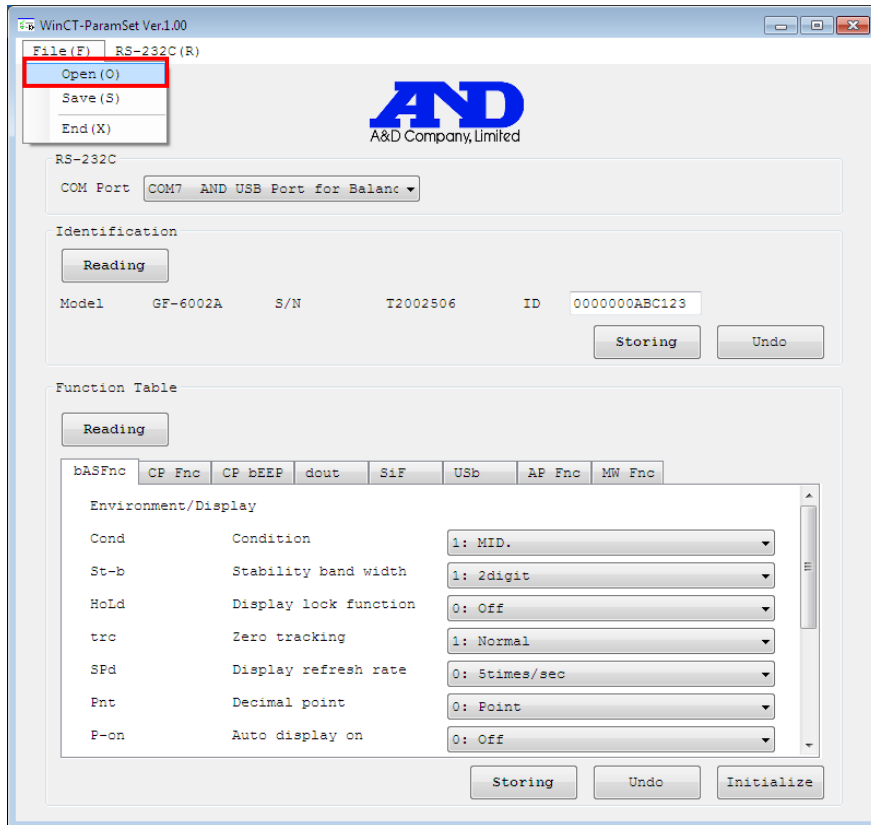 WinCT-ParamSet Ver.1.00
File(F) RS-232C(R)
Open(O)
Save(S)
End(X)
AND
A&D Company, Limited
RS-232C
COM Port COM7 AND USB Port for Balanc
Identification
Reading
Model GF-6002A S/N T2002506 ID 0000000ABC123
Storing Undo
Function Table
Reading
bASFnc CP Fnc CP bEEP dout SiF USb AP Fnc MW Fnc
Environment/Display
Cond Condition 1: MID.
St-b Stability band width 1: 2digit
HoLd Display lock function 0: Off
trc Zero tracking 1: Normal
SPd Display refresh rate 0: 5times/sec
Pnt Decimal point 0: Point
P-on Auto display on 0: Off
Storing Undo Initialize